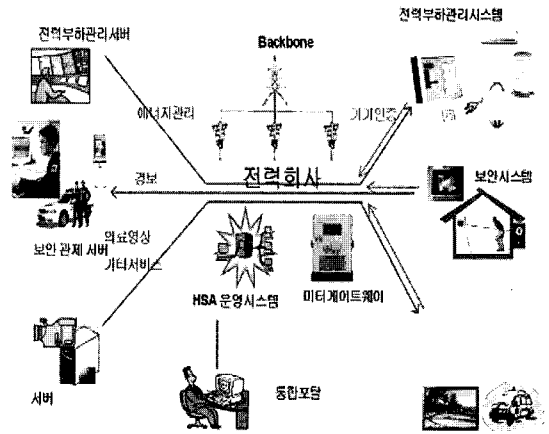 전력부하관리시스템
전력부하관리서버
Backbone
에너지관리
기기인증
전력회사
경보
보안시스템
보안 관제 서버
의료영상
기타서비스
HSA 운영시스템
미터게이트웨이
서버
통합포탈